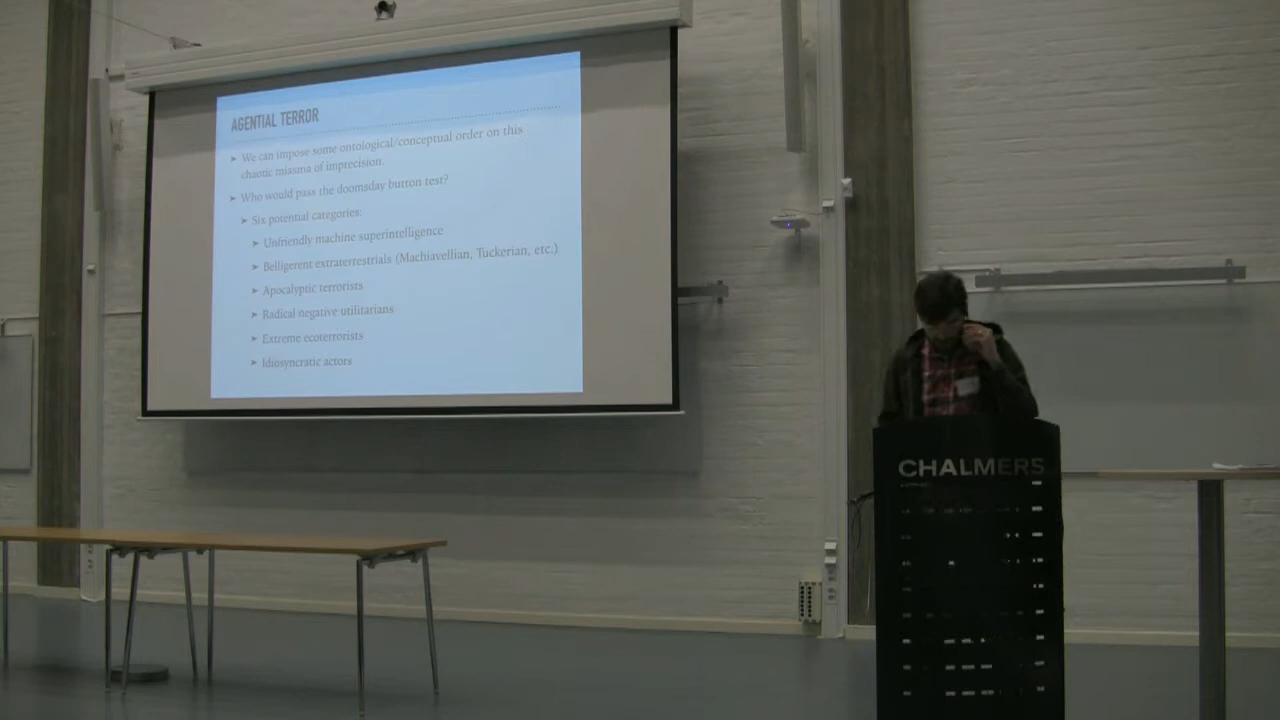 AGENTIAL TERROR
➤ We can impose some ontological/conceptual order on this
chaotic miasma of imprecision.
➤ Who would pass the doomsday button test?
➤ Six potential categories:
➤ Unfriendly machine superintelligence
➤ Belligerent extraterrestrials (Machiavellian, Tuckerian, etc.)
➤ Apocalyptic terrorists
➤ Radical negative utilitarians
➤ Extreme ecoterrorists
➤ Idiosyncratic actors
CHALMERS